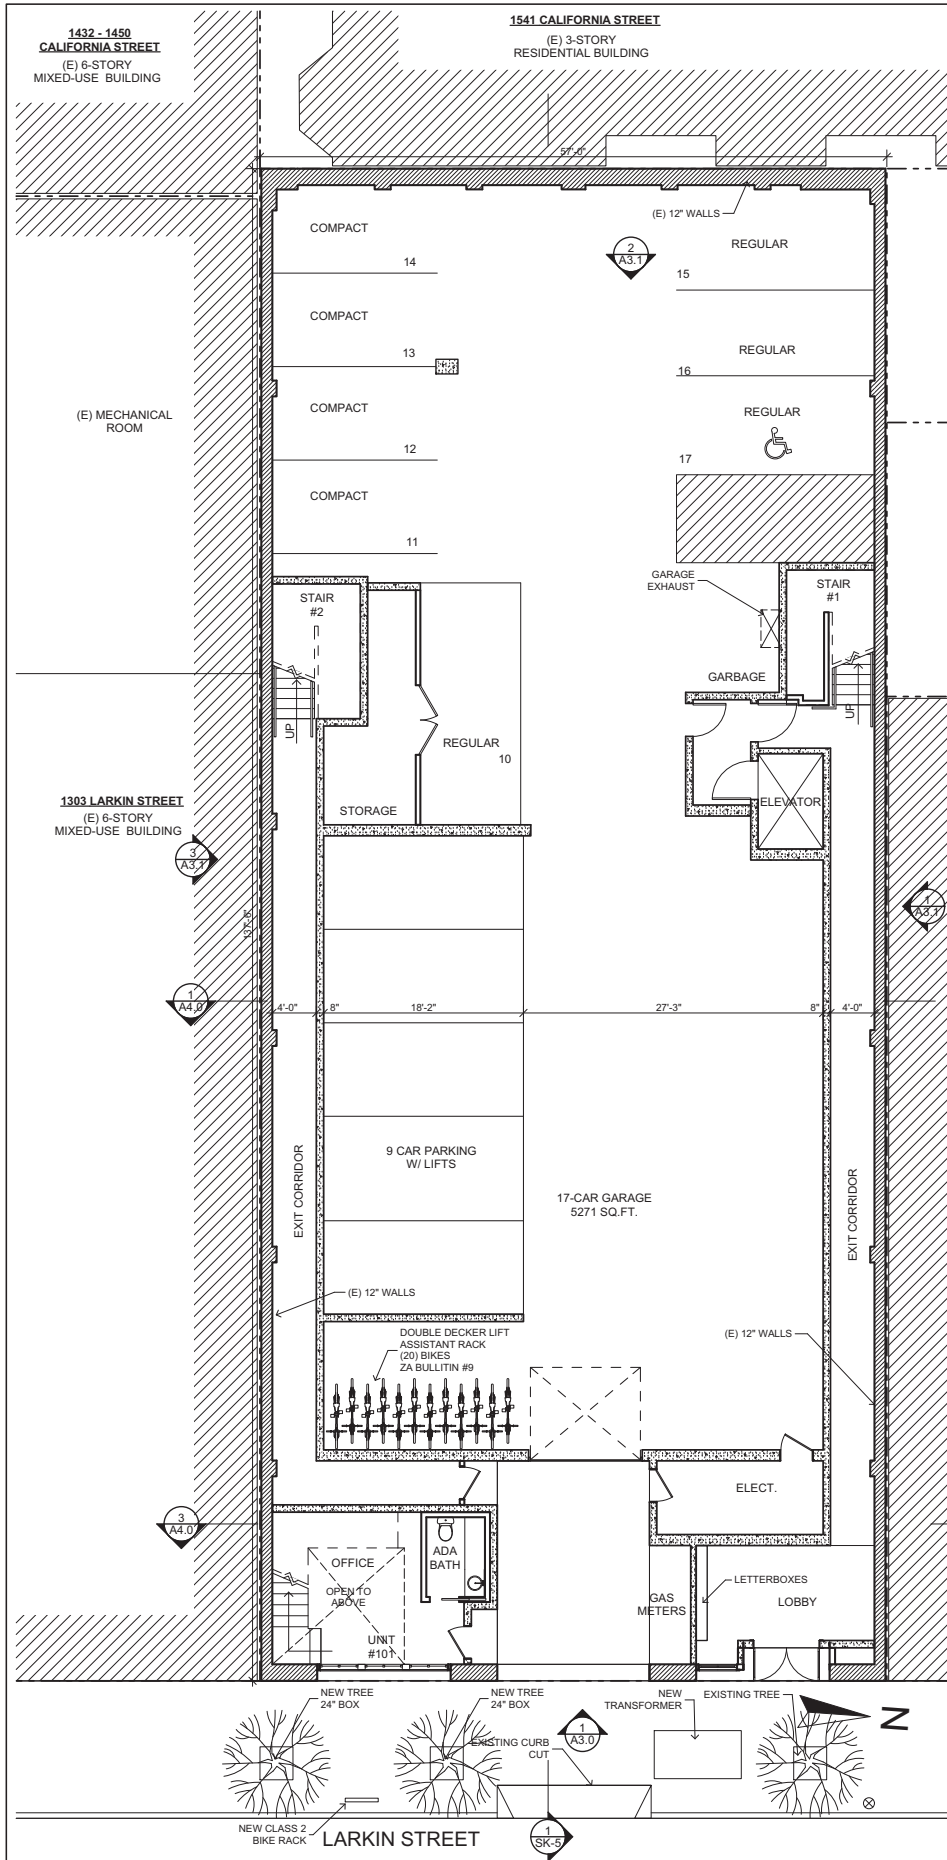 1432 - 1450
CALIFORNIA STREET
(E) 6-STORY
MIXED-USE BUILDING
1541 CALIFORNIA STREET
(E) 3-STORY
RESIDENTIAL BUILDING
57'-0"
(E) 12" WALLS
COMPACT
14
2
A3.1
REGULAR
15
COMPACT
13
REGULAR
16
(E) MECHANICAL
ROOM
COMPACT
12
REGULAR
17
COMPACT
11
GARAGE
EXHAUST
STAIR
#2
STAIR
#1
GARBAGE
UP
UP
REGULAR
10
STORAGE
ELEVATOR
1303 LARKIN STREET
(E) 6-STORY
MIXED-USE BUILDING
3
A3.1
1
A3.1
137'-6"
1
A4.0
4'-0"
8"
18'-2"
27'-3"
8"
4'-0"
9 CAR PARKING
W/ LIFTS
17-CAR GARAGE
5271 SQ.FT.
EXIT CORRIDOR
EXIT CORRIDOR
(E) 12" WALLS
(E) 12" WALLS
DOUBLE DECKER LIFT
ASSISTANT RACK
(20) BIKES
ZA BULLITIN #9
ELECT.
3
A4.0
ADA
BATH
OFFICE
OPEN TO
ABOVE
UNIT
#101
GAS
METERS
LETTERBOXES
LOBBY
NEW TREE
24" BOX
NEW TREE
24" BOX
NEW
TRANSFORMER
EXISTING TREE
N
1
A3.0
EXISTING CURB
CUT
NEW CLASS 2
BIKE RACK
LARKIN STREET
1
SK-5